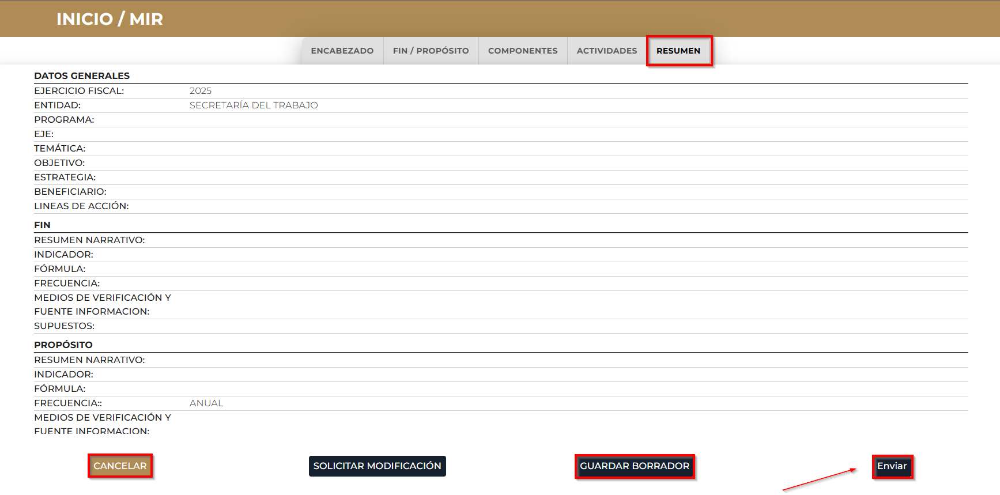 INICIO / MIR
ENCABEZADO FIN / PROPÓSITO COMPONENTES ACTIVIDADES RESUMEN
DATOS GENERALES
EJERCICIO FISCAL: 2025
ENTIDAD: SECRETARÍA DEL TRABAJO
PROGRAMA:
EJE:
TEMÁTICA:
OBJETIVO:
ESTRATEGIA:
BENEFICIARIO:
LINEAS DE ACCIÓN:
FIN
RESUMEN NARRATIVO:
INDICADOR:
FÓRMULA:
FRECUENCIA:
MEDIOS DE VERIFICACIÓN Y
FUENTE INFORMACION:
SUPUESTOS:
PROPÓSITO
RESUMEN NARRATIVO:
INDICADOR:
FÓRMULA:
FRECUENCIA:: ANUAL
MEDIOS DE VERIFICACIÓN Y
FUENTE INFORMACION:
CANCELAR SOLICITAR MODIFICACIÓN GUARDAR BORRADOR Enviar